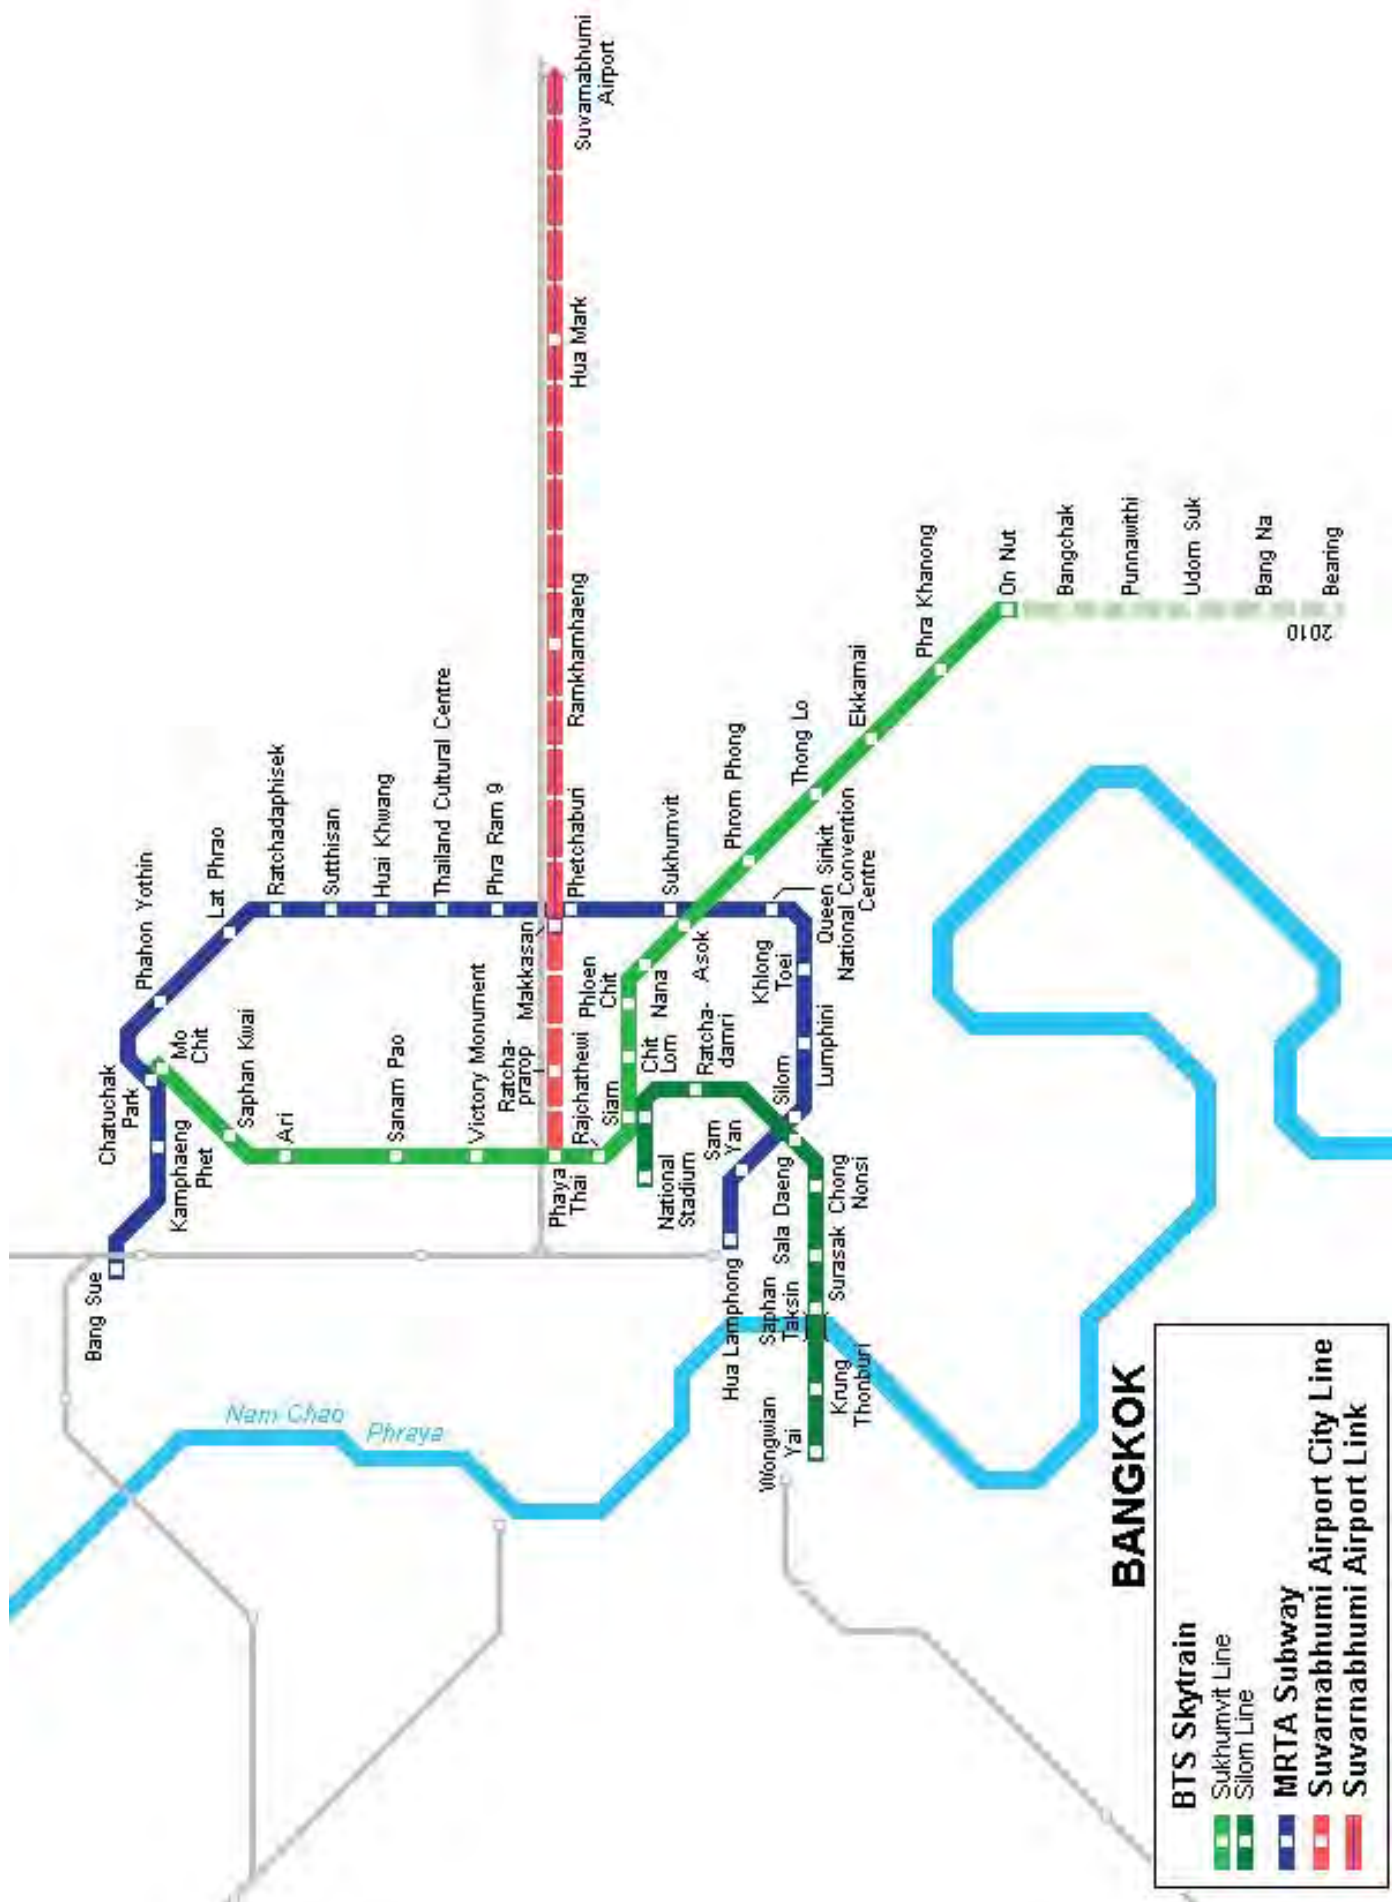 Bang Sue
Kamphaeng
Phet
Chatuchak
Park
Mo
Chit
Phahon Yothin
Lat Phrao
Ratchadaphisek
Sutthisan
Huai Khwang
Thailand Cultural Centre
Phra Ram 9
Phetchaburi
Sukhumvit
Queen Sirikit
National Convention
Centre
Khlong
Toei
Lumphini
Silom
Sam
Yan
Hua Lamphong
Saphan Kwai
Ari
Sanam Pao
Victory Monument
Phaya
Thai
Rajchathewi
Siam
Chit
Lom
Phloen
Chit
Nana
Asok
Phrom Phong
Thong Lo
Ekkamai
Phra Khanong
On Nut
Bangchak
Punnawithi
Udom Suk
Bang Na
Bearing
2010
Ratcha-
prarop
Makkasan
Ramkhamhaeng
Hua Mark
Suvarnabhumi
Airport
National
Stadium
Ratcha-
damri
Sala Daeng
Chong
Nonsi
Surasak
Saphan
Taksin
Krung
Thonburi
Wongwian
Yai
Nam Chao
Phraya
BANGKOK
BTS Skytrain
Sukhumvit Line
Silom Line
MRTA Subway
Suvarnabhumi Airport City Line
Suvarnabhumi Airport Link